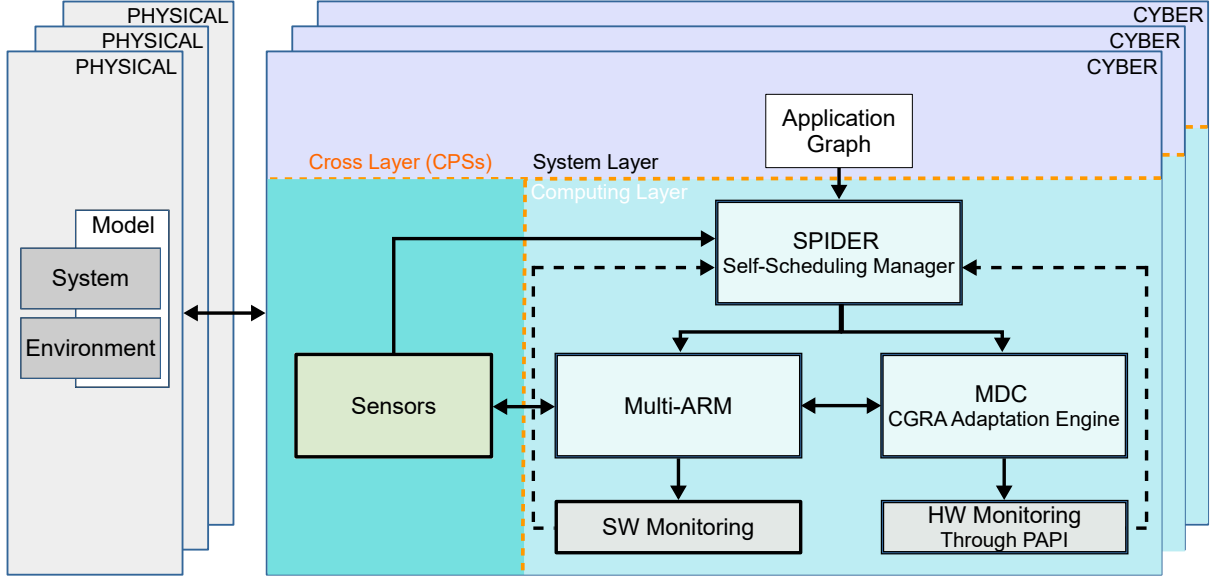 PHYSICAL
PHYSICAL
PHYSICAL
Model
System
Environment
CYBER
CYBER
CYBER
Application
Graph
Cross Layer (CPSs)
System Layer
Computing Layer
SPIDER
Self-Scheduling Manager
Sensors
Multi-ARM
MDC
CGRA Adaptation Engine
SW Monitoring
HW Monitoring
Through PAPI